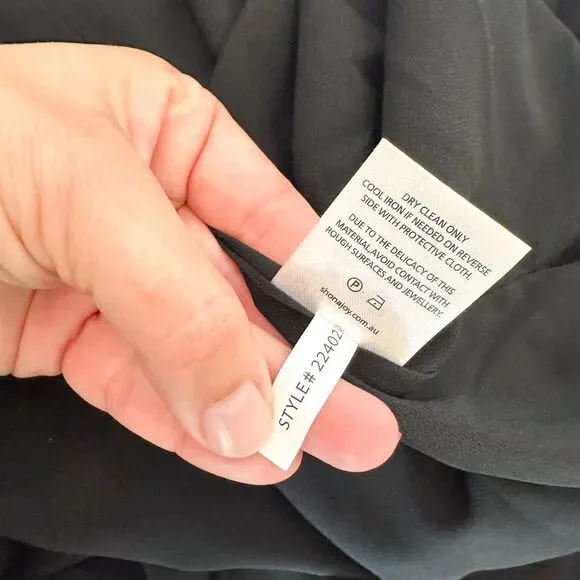 DRY CLEAN ONLY
COOL IRON IF NEEDED ON REVERSE
SIDE WITH PROTECTIVE CLOTH.
DUE TO THE DELICACY OF THIS
MATERIAL.AVOID CONTACT WITH
ROUGH SURFACES AND JEWELLERY.
P
shonajoy.com.au
STYLE# 22402